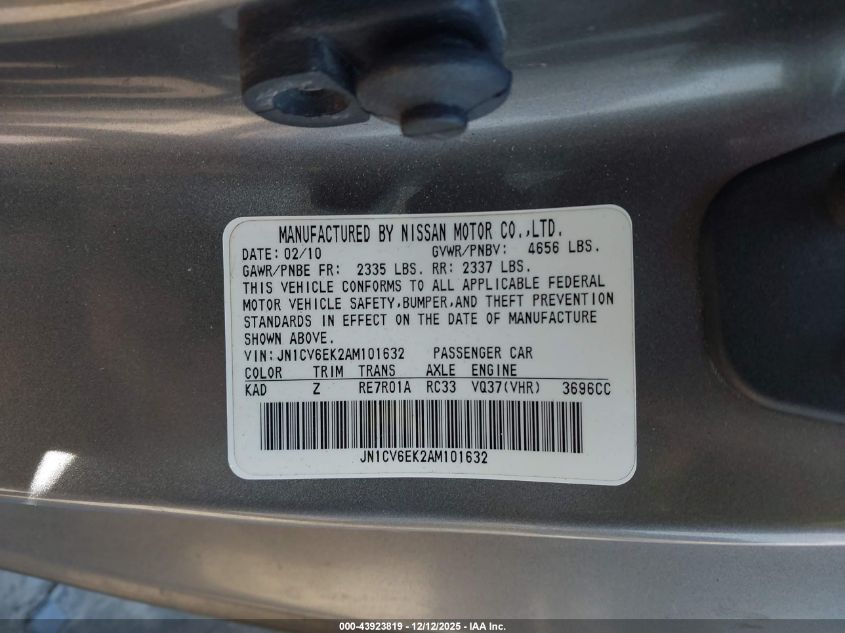 MANUFACTURED BY NISSAN MOTOR CO.,LTD.
DATE: 02/10 GVWR/PNBV: 4656 LBS.
GAWR/PNBE FR: 2335 LBS. RR: 2337 LBS.
THIS VEHICLE CONFORMS TO ALL APPLICABLE FEDERAL
MOTOR VEHICLE SAFETY,BUMPER,AND THEFT PREVENTION
STANDARDS IN EFFECT ON THE DATE OF MANUFACTURE
SHOWN ABOVE.
VIN: JN1CV6EK2AM101632 PASSENGER CAR
COLOR TRIM TRANS AXLE ENGINE
KAD Z RE7R01A RC33 VQ37(VHR) 3696CC
JN1CV6EK2AM101632
000-43923819 - 12/12/2025 - IAA Inc.